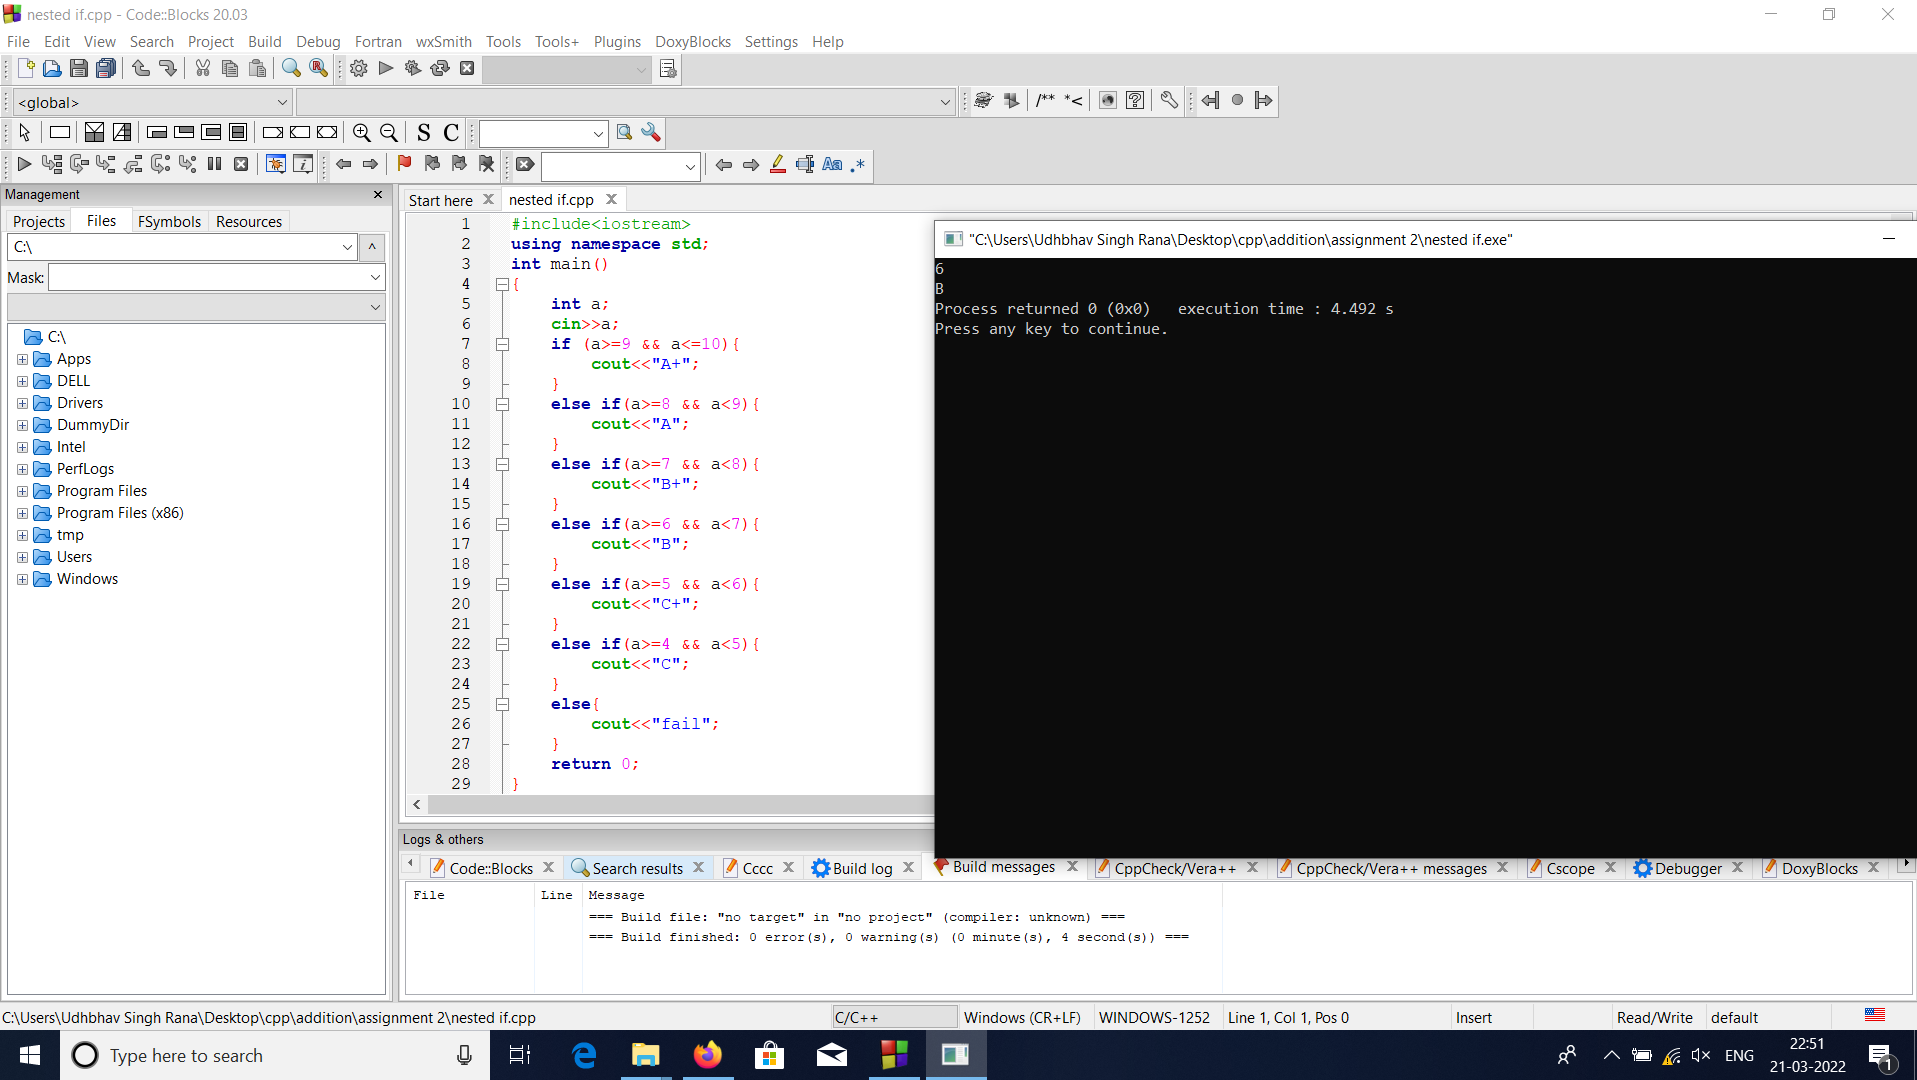 nested if.cpp - Code::Blocks 20.03
File Edit View Search Project Build Debug Fortran wxSmith Tools Tools+ Plugins DoxyBlocks Settings Help
<global>
/** *<
S C
Aa .*
Management
Projects Files FSymbols Resources
C:\
Mask:
C:\
Apps
DELL
Drivers
DummyDir
Intel
PerfLogs
Program Files
Program Files (x86)
tmp
Users
Windows
Start here nested if.cpp
1 #include<iostream>
2 using namespace std;
3 int main()
4 {
5 int a;
6 cin>>a;
7 if (a>=9 && a<=10){
8 cout<<"A+";
9 }
10 else if(a>=8 && a<9){
11 cout<<"A";
12 }
13 else if(a>=7 && a<8){
14 cout<<"B+";
15 }
16 else if(a>=6 && a<7){
17 cout<<"B";
18 }
19 else if(a>=5 && a<6){
20 cout<<"C+";
21 }
22 else if(a>=4 && a<5){
23 cout<<"C";
24 }
25 else{
26 cout<<"fail";
27 }
28 return 0;
29 }
"C:\Users\Udhbhav Singh Rana\Desktop\cpp\addition\assignment 2\nested if.exe"
6
B
Process returned 0 (0x0) execution time : 4.492 s
Press any key to continue.
Logs & others
Code::Blocks Search results Cccc Build log Build messages CppCheck/Vera++ CppCheck/Vera++ messages Cscope Debugger DoxyBlocks
File Line Message
=== Build file: "no target" in "no project" (compiler: unknown) ===
=== Build finished: 0 error(s), 0 warning(s) (0 minute(s), 4 second(s)) ===
C:\Users\Udhbhav Singh Rana\Desktop\cpp\addition\assignment 2\nested if.cpp C/C++ Windows (CR+LF) WINDOWS-1252 Line 1, Col 1, Pos 0 Insert Read/Write default
Type here to search
ENG
22:51
21-03-2022
1